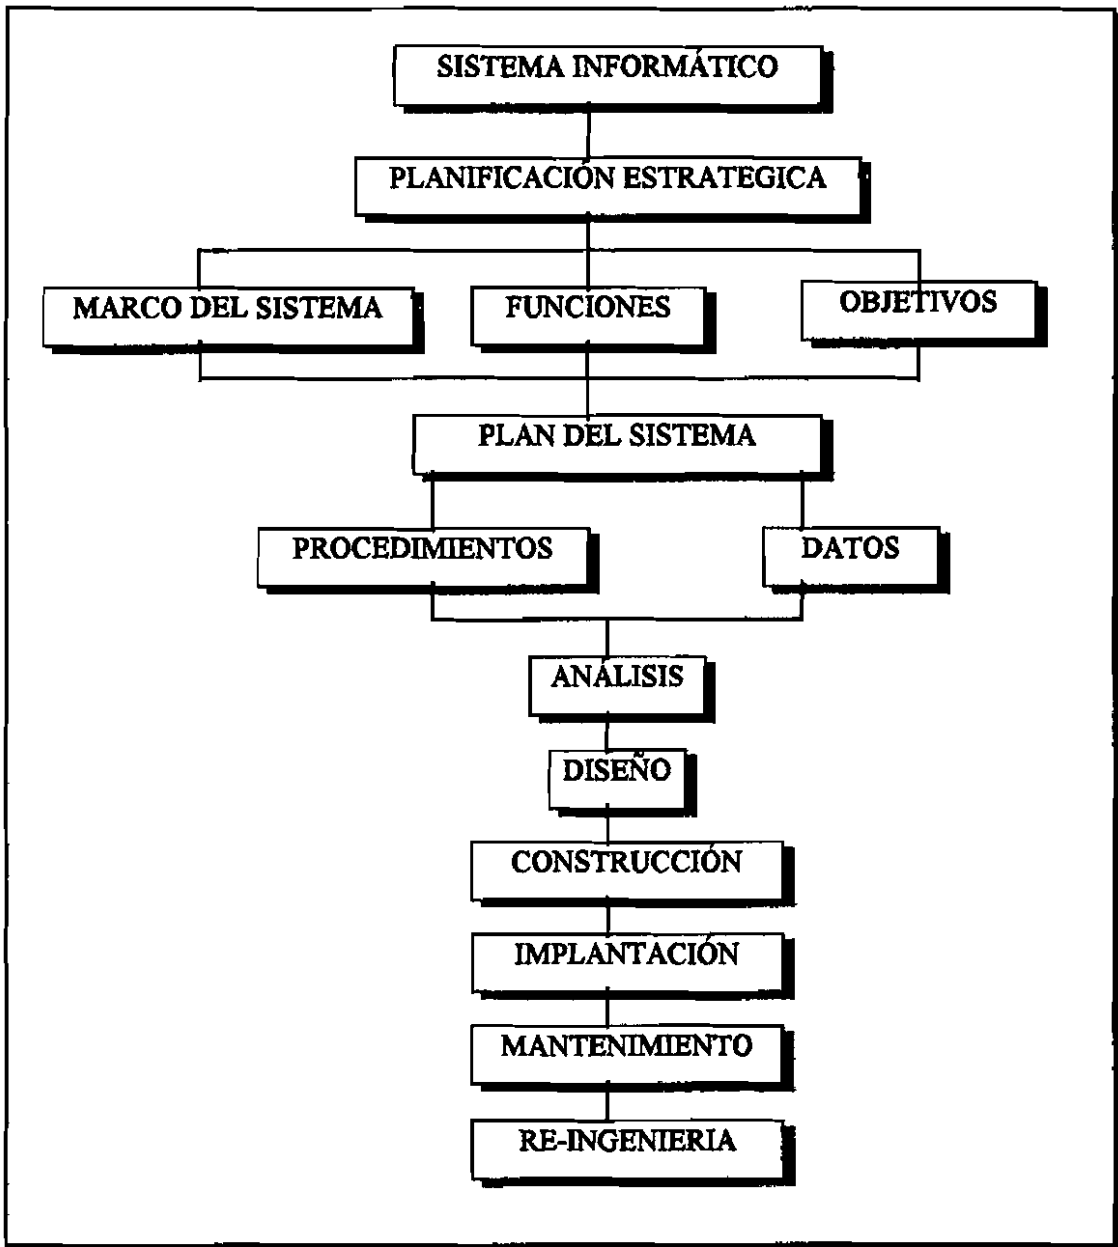 SISTEMA INFORMÁTICO
PLANIFICACIÓN ESTRATEGICA
MARCO DEL SISTEMA
FUNCIONES
OBJETIVOS
PLAN DEL SISTEMA
PROCEDIMIENTOS
DATOS
ANÁLISIS
DISEÑO
CONSTRUCCIÓN
IMPLANTACIÓN
MANTENIMIENTO
RE-INGENIERIA